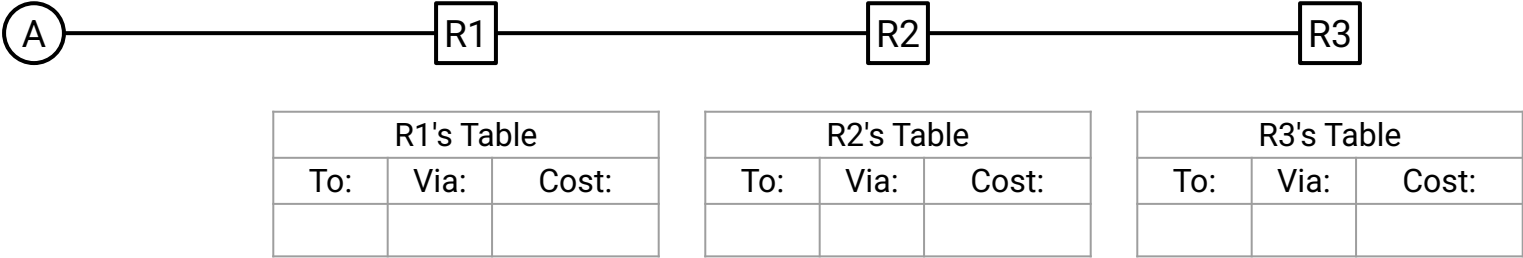 A R1 R2 R3
R1's Table R2's Table R3's Table
To: Via: Cost: To: Via: Cost: To: Via: Cost: